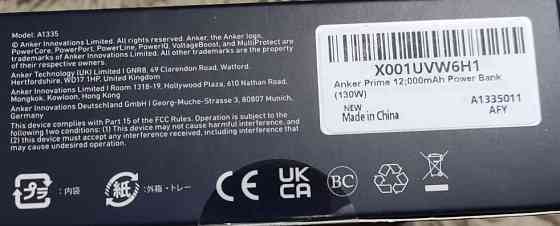 Model: A1335
© Anker Innovations Limited. All rights reserved. Anker, the Anker logo,
PowerCore, PowerPort, PowerLine, PowerIQ, VoltageBoost, and MultiProtect are
trademarks of Anker Innovations Limited. All other trademarks are the property
of their respective owners.
Anker Technology (UK) Limited | GNR8, 69 Clarendon Road, Watford,
Hertfordshire, WD17 1HP, United Kingdom
Anker Innovations Limited | Room 1318-19, Hollywood Plaza, 610 Nathan Road,
Mongkok, Kowloon, Hong Kong
Anker Innovations Deutschland GmbH | Georg-Muche-Strasse 3, 80807 Munich,
Germany
This device complies with Part 15 of the FCC Rules. Operation is subject to the
following two conditions: (1) This device may not cause harmful interference, and
(2) this device must accept any interference received, including interference that
may cause undesired operation.
X001UVW6H1
Anker Prime 12,000mAh Power Bank
(130W)
NEW
A1335011
Made in China
AFY
プラ
:内袋
紙
:外箱・トレー
CE
UK
CA
BC